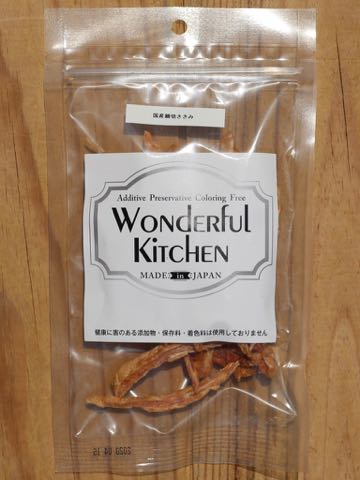 国産細切ささみ
Additive Preservative Coloring Free
WONDERFUL
KITCHEN
MADE in JAPAN
健康に害のある添加物・保存料・着色料は使用しておりません